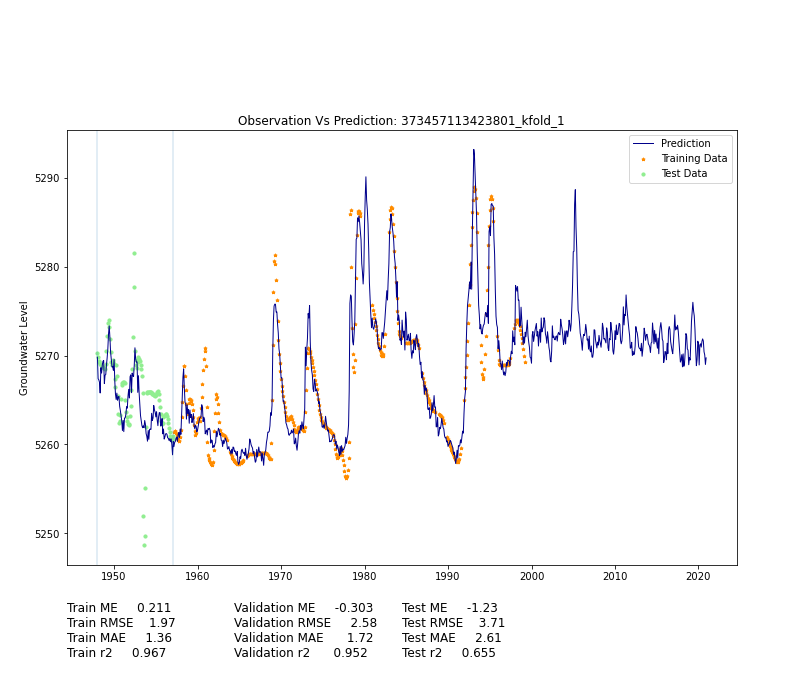 Observation Vs Prediction: 373457113423801_kfold_1
Prediction
Training Data
Test Data
Groundwater Level
5290
5280
5270
5260
5250
1950 1960 1970 1980 1990 2000 2010 2020
Train ME 0.211 Validation ME -0.303 Test ME -1.23
Train RMSE 1.97 Validation RMSE 2.58 Test RMSE 3.71
Train MAE 1.36 Validation MAE 1.72 Test MAE 2.61
Train r2 0.967 Validation r2 0.952 Test r2 0.655